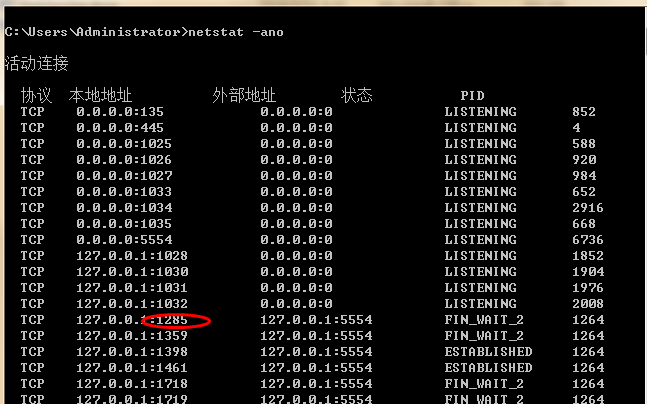 C:\Users\Administrator>netstat -ano
活动连接
协议 本地地址 外部地址 状态 PID
TCP 0.0.0.0:135 0.0.0.0:0 LISTENING 852
TCP 0.0.0.0:445 0.0.0.0:0 LISTENING 4
TCP 0.0.0.0:1025 0.0.0.0:0 LISTENING 588
TCP 0.0.0.0:1026 0.0.0.0:0 LISTENING 920
TCP 0.0.0.0:1027 0.0.0.0:0 LISTENING 984
TCP 0.0.0.0:1033 0.0.0.0:0 LISTENING 652
TCP 0.0.0.0:1034 0.0.0.0:0 LISTENING 2916
TCP 0.0.0.0:1035 0.0.0.0:0 LISTENING 668
TCP 0.0.0.0:5554 0.0.0.0:0 LISTENING 6736
TCP 127.0.0.1:1028 0.0.0.0:0 LISTENING 1852
TCP 127.0.0.1:1030 0.0.0.0:0 LISTENING 1904
TCP 127.0.0.1:1031 0.0.0.0:0 LISTENING 1976
TCP 127.0.0.1:1032 0.0.0.0:0 LISTENING 2008
TCP 127.0.0.1:1285 127.0.0.1:5554 FIN_WAIT_2 1264
TCP 127.0.0.1:1359 127.0.0.1:5554 FIN_WAIT_2 1264
TCP 127.0.0.1:1398 127.0.0.1:5554 ESTABLISHED 1264
TCP 127.0.0.1:1461 127.0.0.1:5554 ESTABLISHED 1264
TCP 127.0.0.1:1718 127.0.0.1:5554 FIN_WAIT_2 1264
TCP 127.0.0.1:1719 127.0.0.1:5554 FIN_WAIT_2 1264